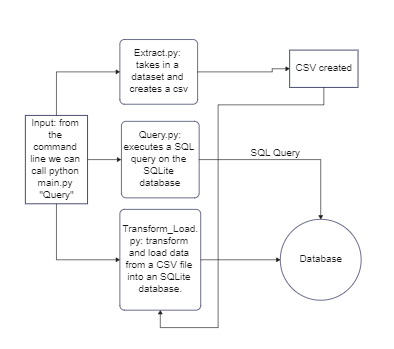 Extract.py:
takes in a
dataset and
creates a csv
CSV created
Input: from
the
command
line we can
call python
main.py
"Query"
Query.py:
executes a SQL
query on the
SQLite
database
SQL Query
Transform_Load.
py: transform
and load data
from a CSV file
into an SQLite
database.
Database